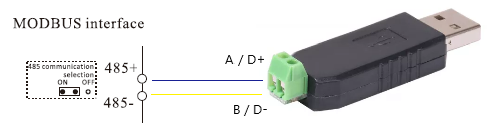 MODBUS interface
485 communication
selection
ON OFF
485+
485-
A / D+
B / D-